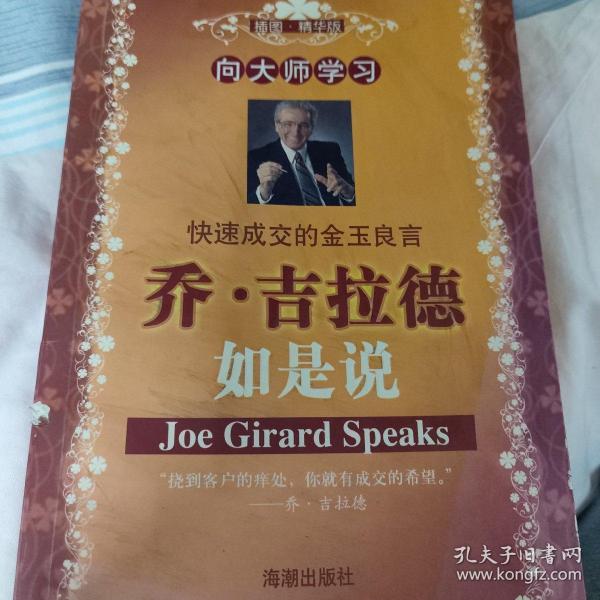 插图·精华版
向大师学习
快速成交的金玉良言
乔·吉拉德
如是说
Joe Girard Speaks
“挠到客户的痒处，你就有成交的希望。”
——乔·吉拉德
海潮出版社
孔夫子旧书网
www.kongfz.com